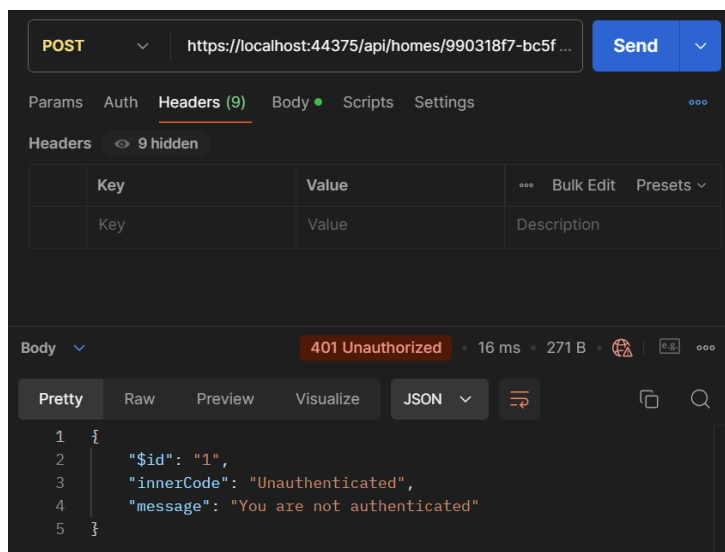 POST https://localhost:44375/api/homes/990318f7-bc5f ... Send
Params Auth Headers (9) Body Scripts Settings
Headers 9 hidden
Key Value Bulk Edit Presets
Key Value Description
Body 401 Unauthorized 16 ms 271 B e.g.
Pretty Raw Preview Visualize JSON
1 {
2 "$id": "1",
3 "innerCode": "Unauthenticated",
4 "message": "You are not authenticated"
5 }